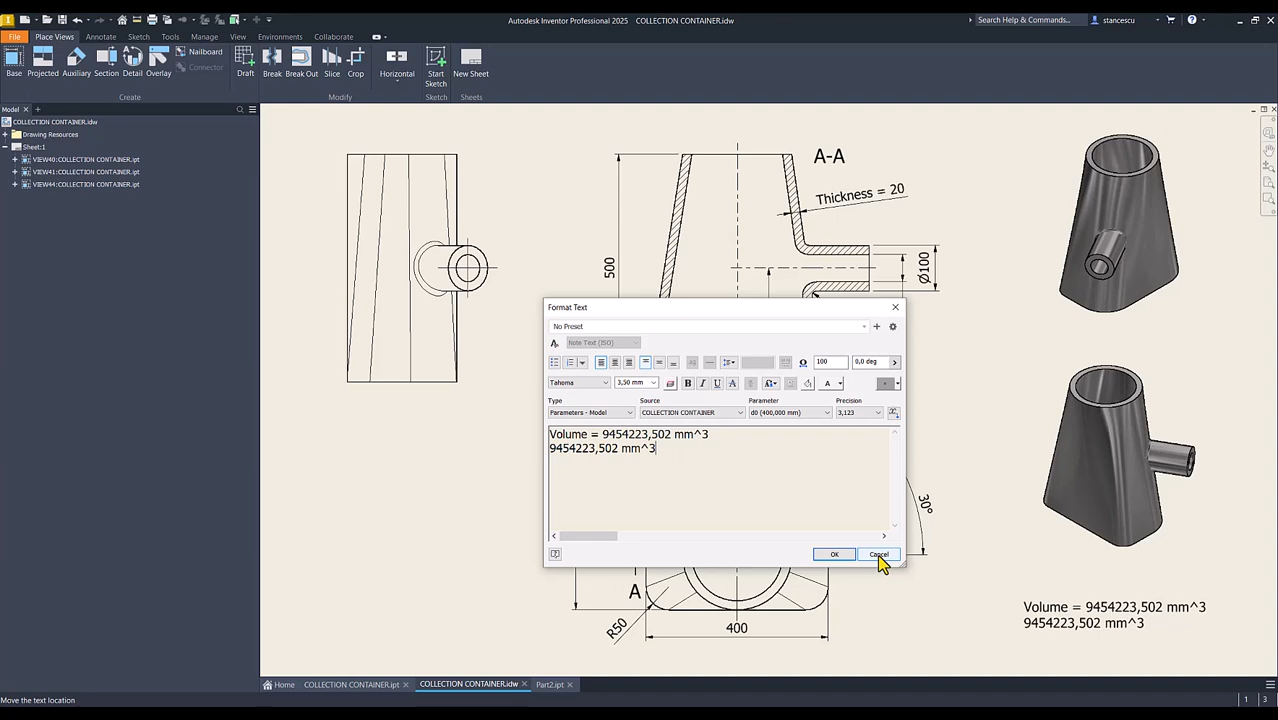 Autodesk Inventor Professional 2025 COLLECTION CONTAINER.idw
Search Help & Commands...
stancescu
File
Place Views
Annotate
Sketch
Tools
Manage
View
Environments
Collaborate
Base
Projected
Auxiliary
Section
Detail
Overlay
Nailboard
Connector
Draft
Break
Break Out
Slice
Crop
Horizontal
Start
Sketch
New Sheet
Create
Modify
Sketch
Sheets
Model
COLLECTION CONTAINER.idw
Drawing Resources
Sheet:1
VIEW40:COLLECTION CONTAINER.ipt
VIEW41:COLLECTION CONTAINER.ipt
VIEW44:COLLECTION CONTAINER.ipt
A-A
Thickness = 20
500
Ø100
Format Text
No Preset
Note Text (ISO)
100
0,0 deg
Tahoma
3,50 mm
B I U A
A
Type
Source
Parameter
Precision
Parameters - Model
COLLECTION CONTAINER
d0 (400,000 mm)
3,123
Volume = 9454223,502 mm^3
9454223,502 mm^3
OK
Cancel
30°
A
R50
400
Volume = 9454223,502 mm^3
9454223,502 mm^3
Home
COLLECTION CONTAINER.ipt
COLLECTION CONTAINER.idw
Part2.ipt
Move the text location
1
3